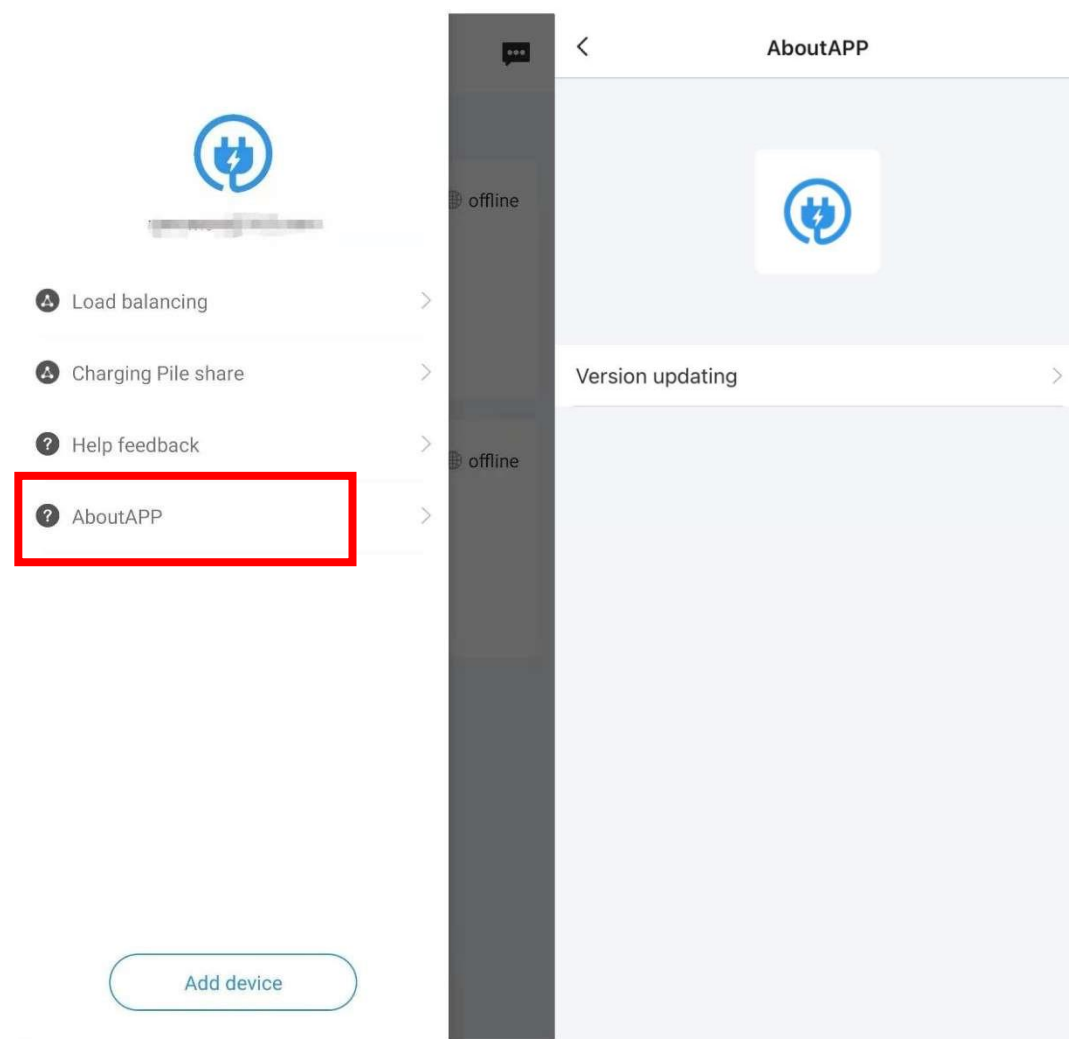 offline
Load balancing
Charging Pile share
Help feedback
offline
AboutAPP
Add device
AboutAPP
Version updating